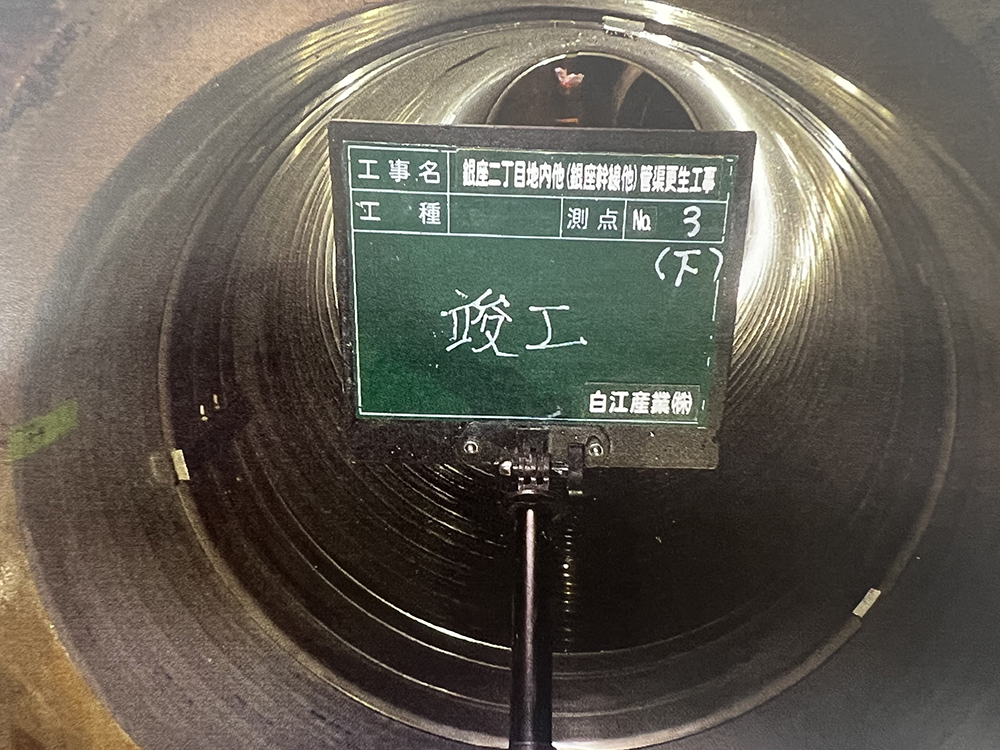 工事名 銀座二丁目地内他(銀座幹線他)管渠更生工事
工種 測点 No. 3
(下)
竣工
白江産業㈱